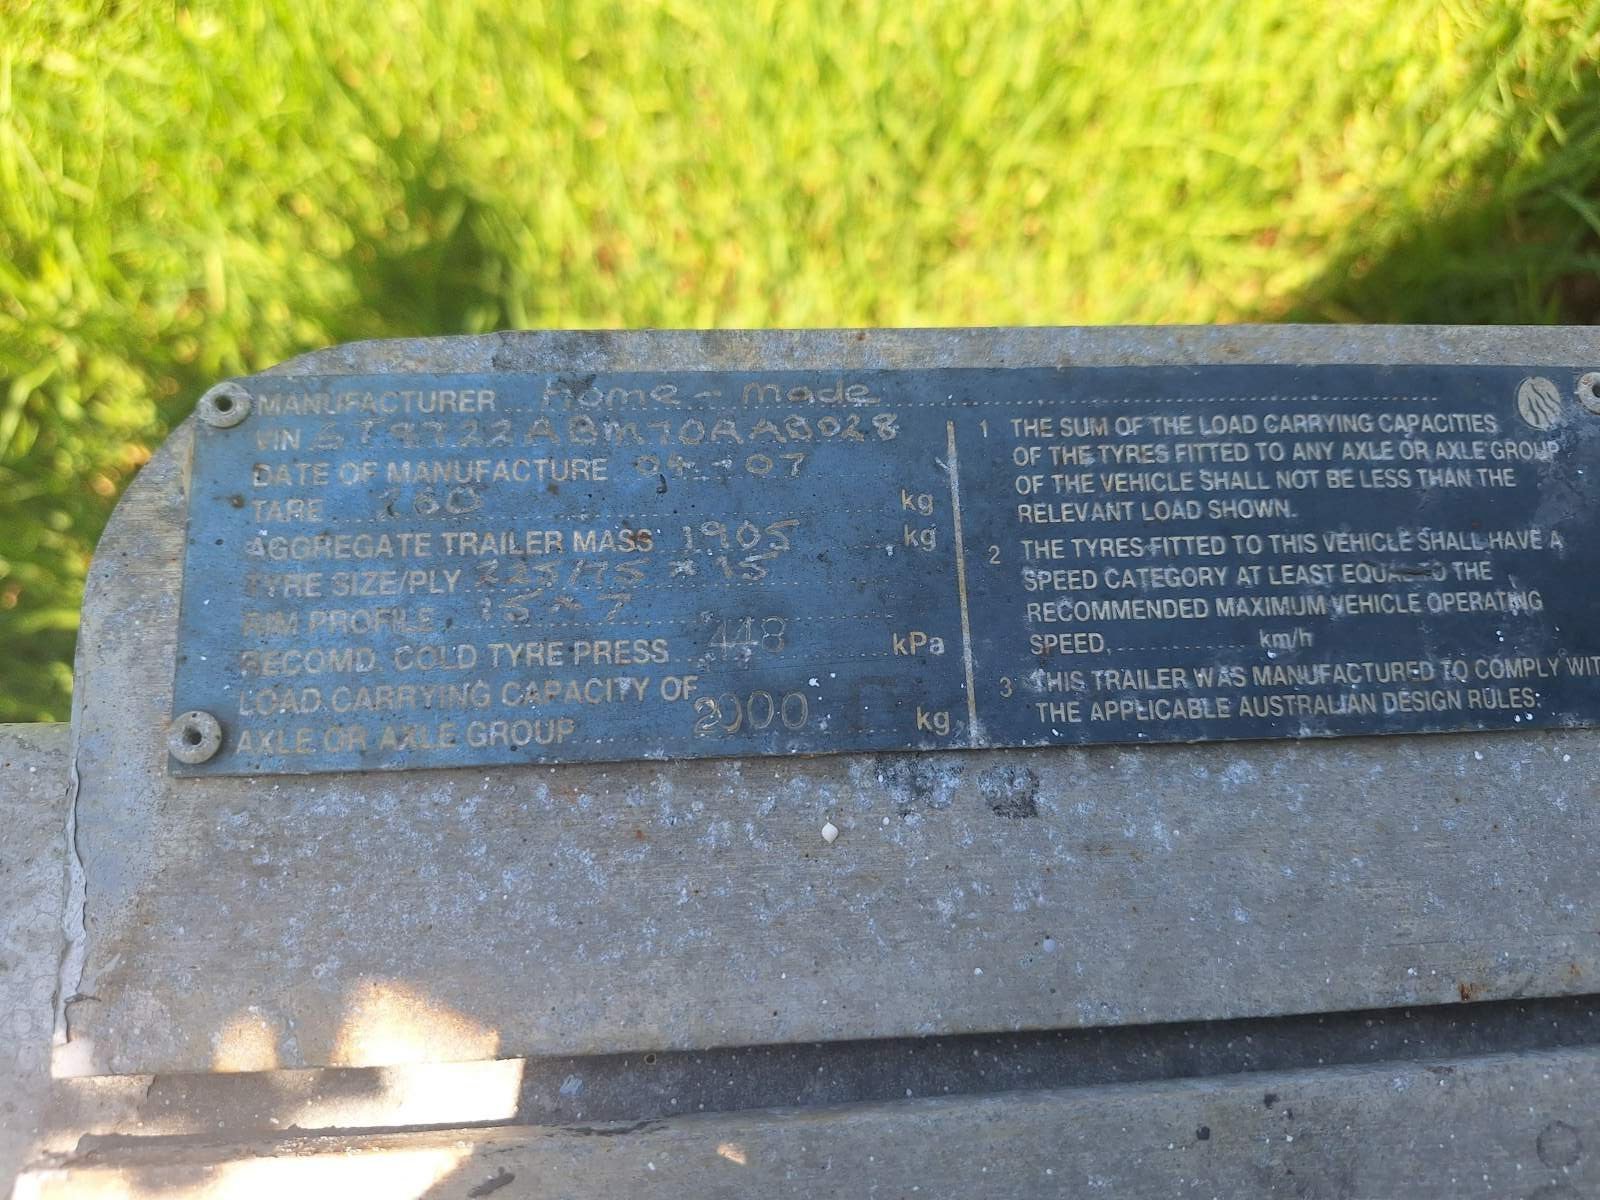 MANUFACTURER Home-made
VIN 6T9T22ABM70AAB028
DATE OF MANUFACTURE 04-07
TARE 260 kg
AGGREGATE TRAILER MASS 1905 kg
TYRE SIZE/PLY 225/75 x 15
RIM PROFILE 15 x 7
RECOMD. COLD TYRE PRESS 448 kPa
LOAD CARRYING CAPACITY OF
AXLE OR AXLE GROUP 2000 kg
1 THE SUM OF THE LOAD CARRYING CAPACITIES
OF THE TYRES FITTED TO ANY AXLE OR AXLE GROUP
OF THE VEHICLE SHALL NOT BE LESS THAN THE
RELEVANT LOAD SHOWN.
2 THE TYRES FITTED TO THIS VEHICLE SHALL HAVE A
SPEED CATEGORY AT LEAST EQUAL TO THE
RECOMMENDED MAXIMUM VEHICLE OPERATING
SPEED, km/h
3 THIS TRAILER WAS MANUFACTURED TO COMPLY WIT
THE APPLICABLE AUSTRALIAN DESIGN RULES: